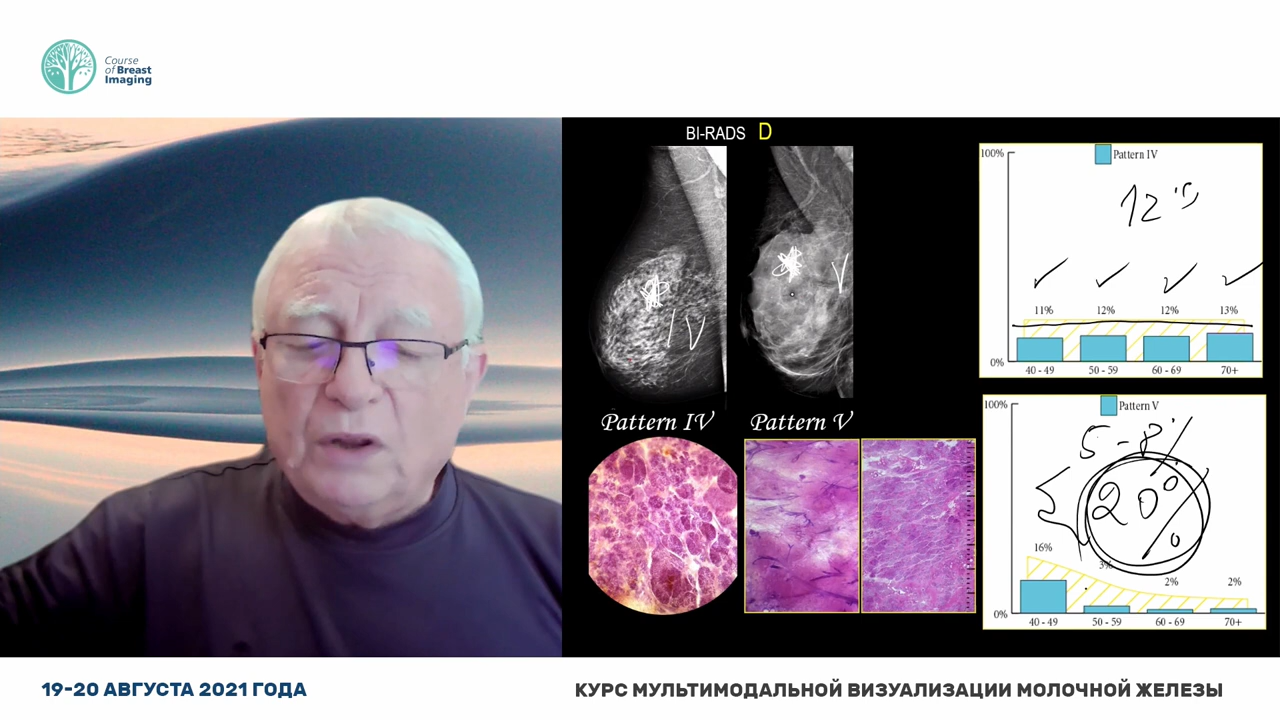 Course
of Breast
Imaging
BI-RADS D
IV
V
Pattern IV
Pattern V
100%
Pattern IV
11%
12%
12%
13%
0%
40 - 49
50 - 59
60 - 69
70+
100%
Pattern V
5-8%
20%
16%
3%
2%
2%
0%
40 - 49
50 - 59
60 - 69
70+
19-20 АВГУСТА 2021 ГОДА
КУРС МУЛЬТИМОДАЛЬНОЙ ВИЗУАЛИЗАЦИИ МОЛОЧНОЙ ЖЕЛЕЗЫ